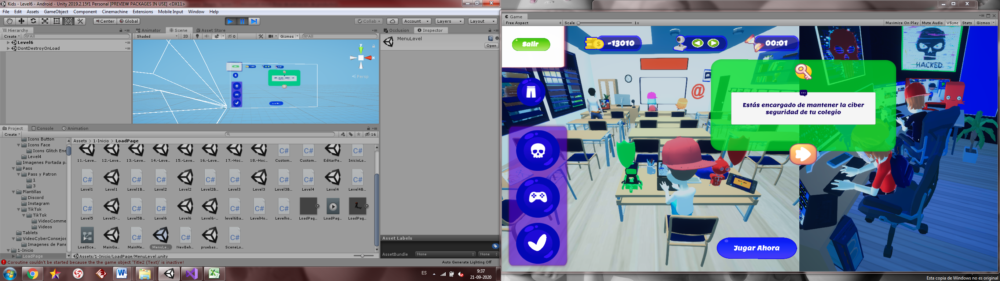 Kids - Level6 - Android - Unity 2019.2.15f1 Personal [PREVIEW PACKAGES IN USE] <DX11>
File Edit Assets GameObject Component Cinemachine Extensions Mobile Input Window Help
Center Global Collab Account Layers Layout
Hierarchy
Create All
Level6
DontDestroyOnLoad
Animator Scene Asset Store
Shaded 2D 0 Gizmos All
y
x
Persp
Occlusion Inspector
MenuLevel
Open
Project Console Animation
Create
16
Icons Button
Icons Face
Icons Glitch Ene
Level4
Imagenes Portada p
Pass
Pass y Patron
1
3
Plantillas
Discord
Instagram
TikTok
TikTok
VideoComme
Videos
Tablets
VideoCyberConsejos
Imagenes de Pane
1-Inicio
LoadPage
Assets > 1-Inicio > LoadPage
11.-Leve... 12.-Leve... 13.-Leve... 14.-Leve... 15.-Leve... 16.-Leve... 17.-Hoc... 18.-Hoc... Custom... Custom... EditarPe... InicioLo...
Level1 Level1 Level1B... Level2 Level2 Level2B... Level3 Level3 Level3B... Level4 Level4 Level4B...
Level5 Level5-... Level5B... Level6 Level6 Level6-... level6Ba... LevelHo... Levelho... LoadPag... LoadPag... LoadPag...
LoadSce... MainGa... MainMe... MenuLe... NewBeh... pruebas... SceneLo...
Assets/1-Inicio/LoadPage/MenuLevel.unity
Asset Labels
AssetBundle None None
Coroutine couldn't be started because the the game object 'Title2 (Text)' is inactive!
Auto Generate Lighting Off
ES
9:37
21-09-2020
Game
Free Aspect Scale 1x Maximize On Play Mute Audio VSync Stats Gizmos
Salir
-13010
00:01
HACKED
@
Estás encargado de mantener la ciber
seguridad de tu colegio
Jugar Ahora
Esta copia de Windows no es original